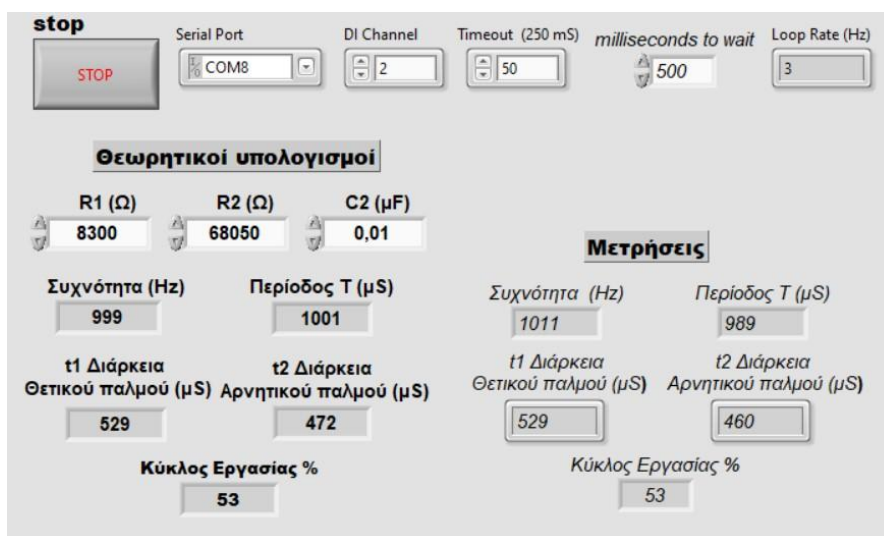 stop
Serial Port DI Channel Timeout (250 mS) milliseconds to wait Loop Rate (Hz)
STOP COM8 2 50 500 3
Θεωρητικοί υπολογισμοί
R1 (Ω) R2 (Ω) C2 (μF)
8300 68050 0,01
Μετρήσεις
Συχνότητα (Hz) Περίοδος T (μS)
999 1001
Συχνότητα (Hz) Περίοδος T (μS)
1011 989
t1 Διάρκεια
Θετικού παλμού (μS)
t2 Διάρκεια
Αρνητικού παλμού (μS)
529 472
t1 Διάρκεια
Θετικού παλμού (μS)
t2 Διάρκεια
Αρνητικού παλμού (μS)
529 460
Κύκλος Εργασίας %
53
Κύκλος Εργασίας %
53